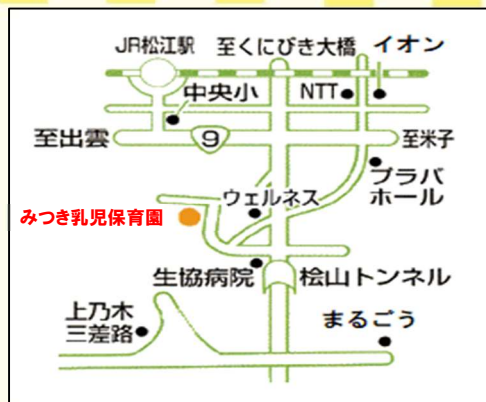 JR松江駅
至くにびき大橋
イオン
中央小
NTT
至出雲
9
至米子
プラバ
ホール
ウェルネス
みつき乳児保育園
生協病院
桧山トンネル
上乃木
三差路
まるごう